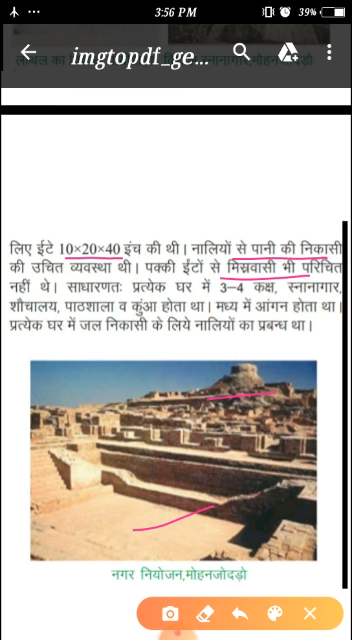 3:56 PM
39%
imgtopdf_ge...
लिए ईटे 10×20×40 इंच की थी। नालियों से पानी की निकासी
की उचित व्यवस्था थी। पक्की ईंटों से मिस्रवासी भी परिचित
नहीं थे। साधारणतः प्रत्येक घर में 3–4 कक्ष, स्नानागार,
शौचालय, पाठशाला व कुंआ होता था। मध्य में आंगन होता था।
प्रत्येक घर में जल निकासी के लिये नालियों का प्रबन्ध था।
नगर नियोजन,मोहनजोदड़ो